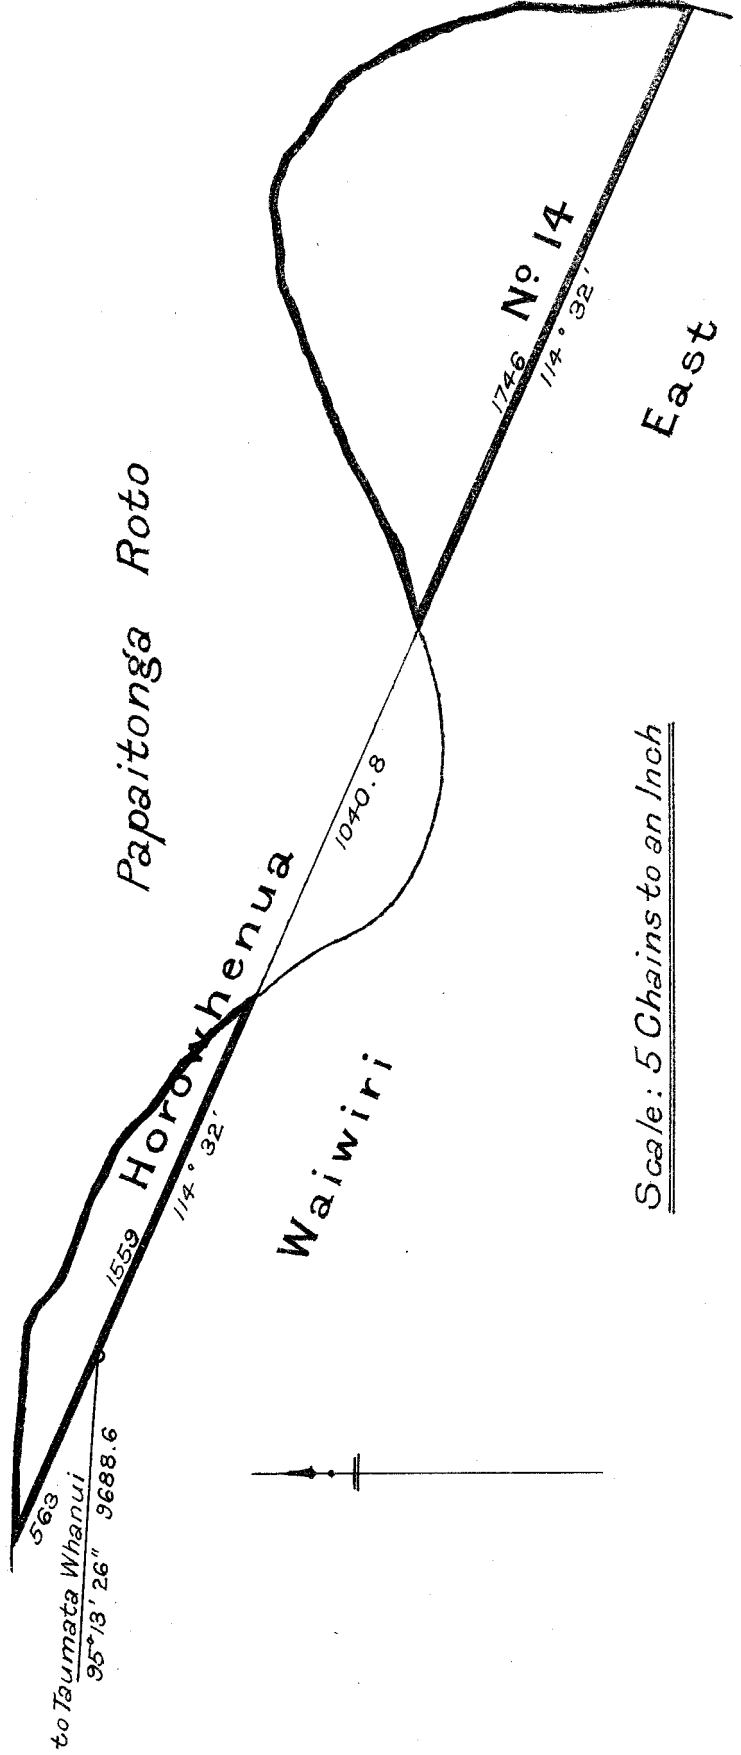 Papaitonga Roto
to Taumata Whanui
95° 13' 26" 9688.6
563
1559
Horowhenua Nº 14
114° 32'
1040.8
1746
114° 32'
Waiwiri East
Scale: 5 Chains to an Inch